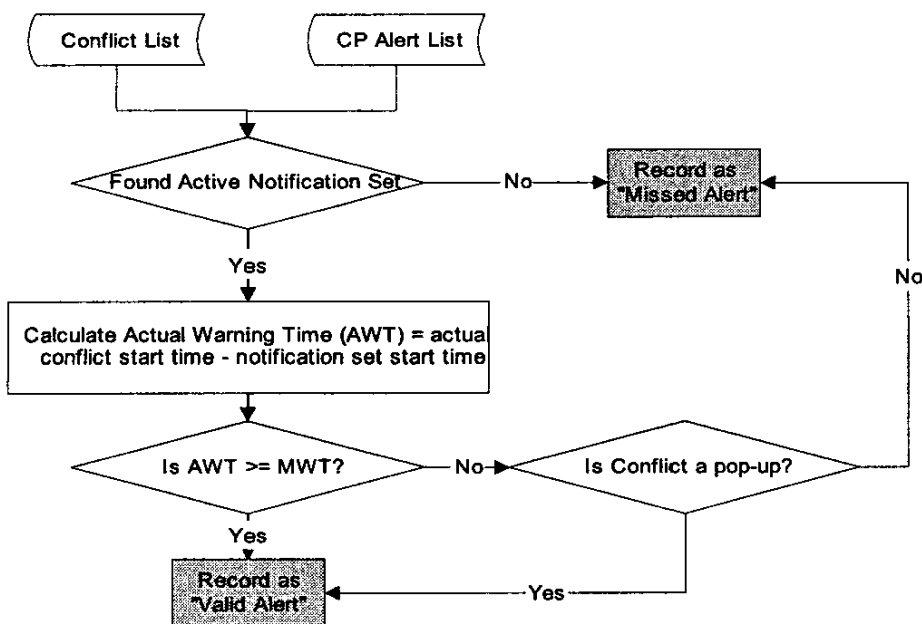 Conflict List
CP Alert List
Found Active Notification Set
No
Record as
"Missed Alert"
Yes
No
Calculate Actual Warning Time (AWT) = actual
conflict start time - notification set start time
Is AWT >= MWT?
No
Is Conflict a pop-up?
Yes
Record as
"Valid Alert"
Yes